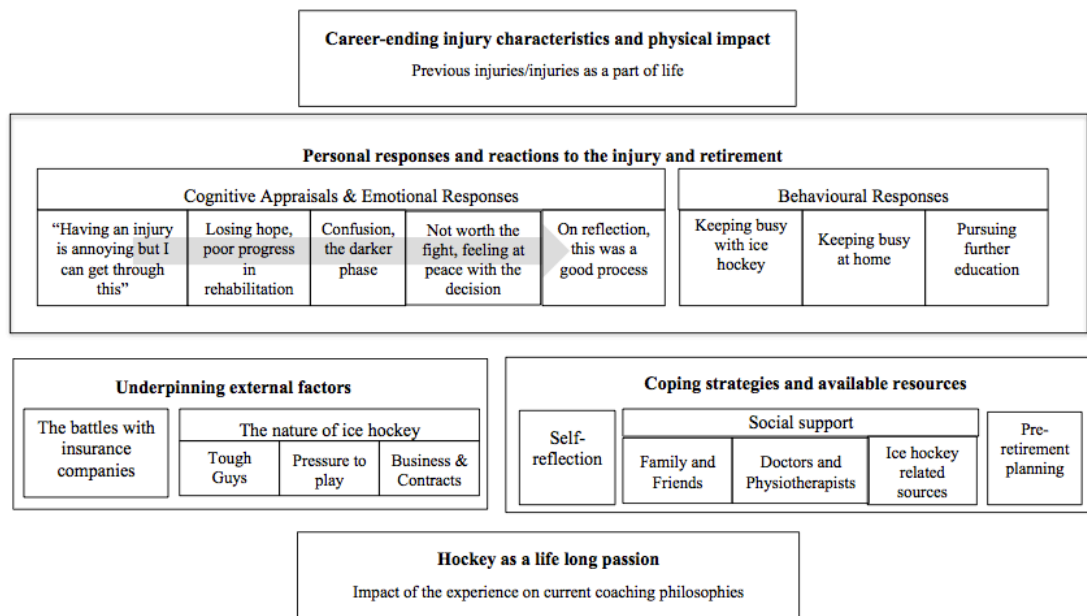 Career-ending injury characteristics and physical impact
Previous injuries/injuries as a part of life
Personal responses and reactions to the injury and retirement
Cognitive Appraisals & Emotional Responses
“Having an injury
is annoying but I
can get through
this”
Losing hope,
poor progress
in
rehabilitation
Confusion,
the darker
phase
Not worth the
fight, feeling at
peace with the
decision
On reflection,
this was a
good process
Behavioural Responses
Keeping busy
with ice
hockey
Keeping busy
at home
Pursuing
further
education
Underpinning external factors
The battles with
insurance
companies
The nature of ice hockey
Tough
Guys
Pressure to
play
Business &
Contracts
Coping strategies and available resources
Self-
reflection
Social support
Family and
Friends
Doctors and
Physiotherapists
Ice hockey
related
sources
Pre-
retirement
planning
Hockey as a life long passion
Impact of the experience on current coaching philosophies